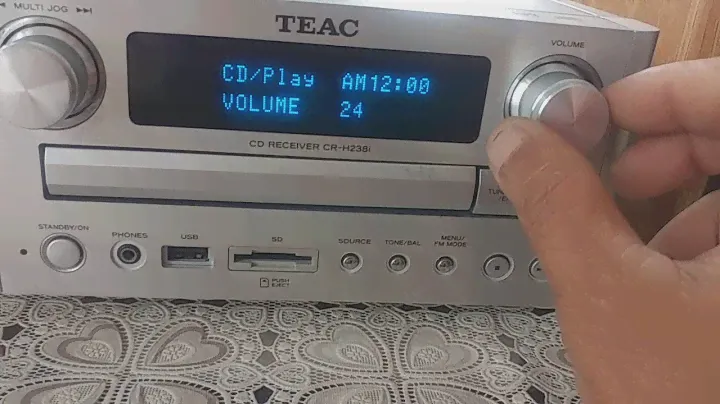 MULTI JOG
TEAC
VOLUME
CD/Play AM12:00
VOLUME 24
CD RECEIVER CR-H238i
STANDBY/ON
PHONES
USB
SD
SOURCE
TONE/BAL
MENU/
FM MODE
PUSH
EJECT